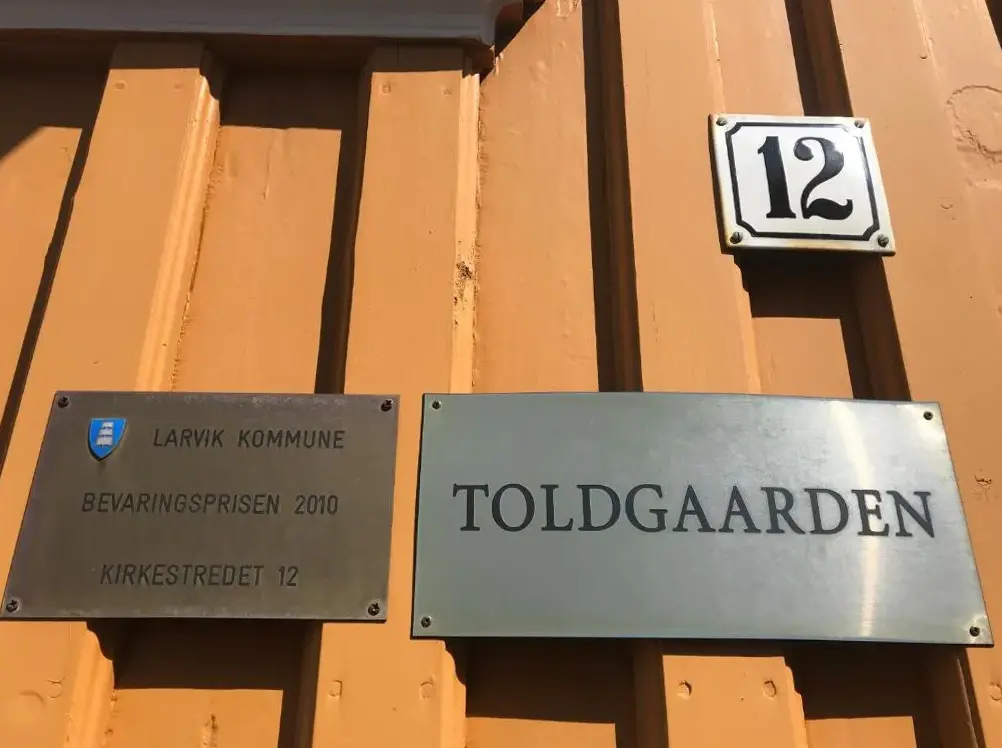 12
LARVIK KOMMUNE
BEVARINGSPRISEN 2010
KIRKESTREDET 12
TOLDGAARDEN